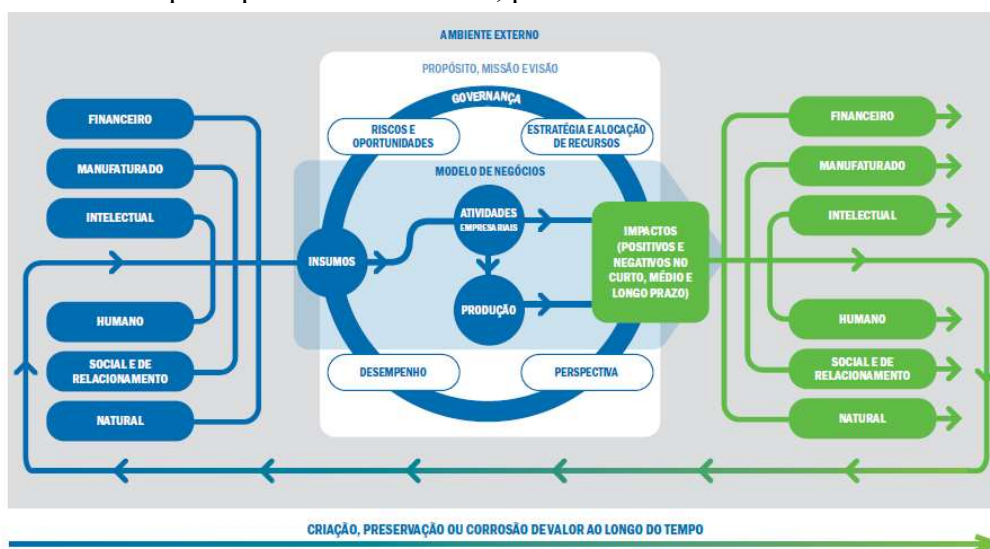 AMBIENTE EXTERNO
PROPÓSITO, MISSÃO E VISÃO
GOVERNANÇA
RISCOS E
OPORTUNIDADES
ESTRATÉGIA E ALOCAÇÃO
DE RECURSOS
MODELO DE NEGÓCIOS
FINANCEIRO
MANUFATURADO
INTELECTUAL
HUMANO
SOCIAL E DE
RELACIONAMENTO
NATURAL
INSUMOS
ATIVIDADES
EMPRESARIAIS
PRODUÇÃO
IMPACTOS
(POSITIVOS E
NEGATIVOS NO
CURTO, MÉDIO E
LONGO PRAZO)
DESEMPENHO
PERSPECTIVA
FINANCEIRO
MANUFATURADO
INTELECTUAL
HUMANO
SOCIAL E DE
RELACIONAMENTO
NATURAL
CRIAÇÃO, PRESERVAÇÃO OU CORROSÃO DE VALOR AO LONGO DO TEMPO